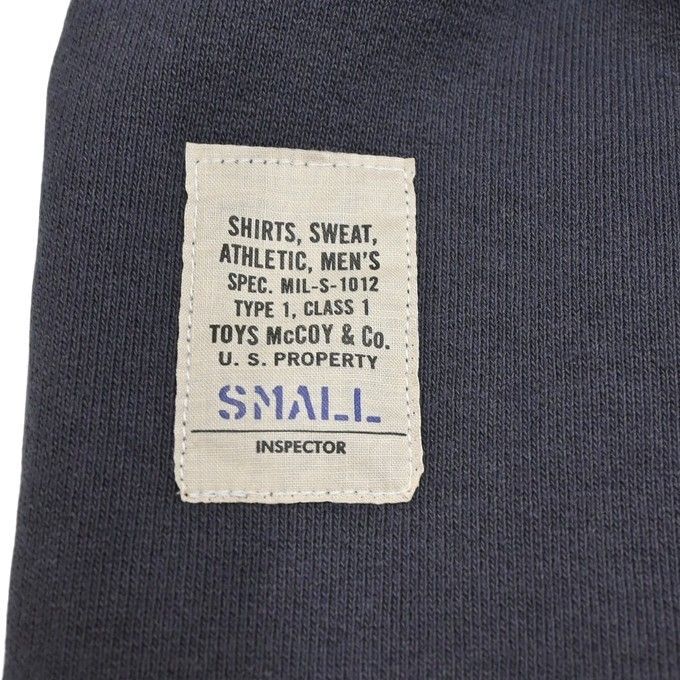 SHIRTS, SWEAT,
ATHLETIC, MEN'S
SPEC. MIL-S-1012
TYPE 1, CLASS 1
TOYS McCOY & Co.
U. S. PROPERTY
SMALL
INSPECTOR